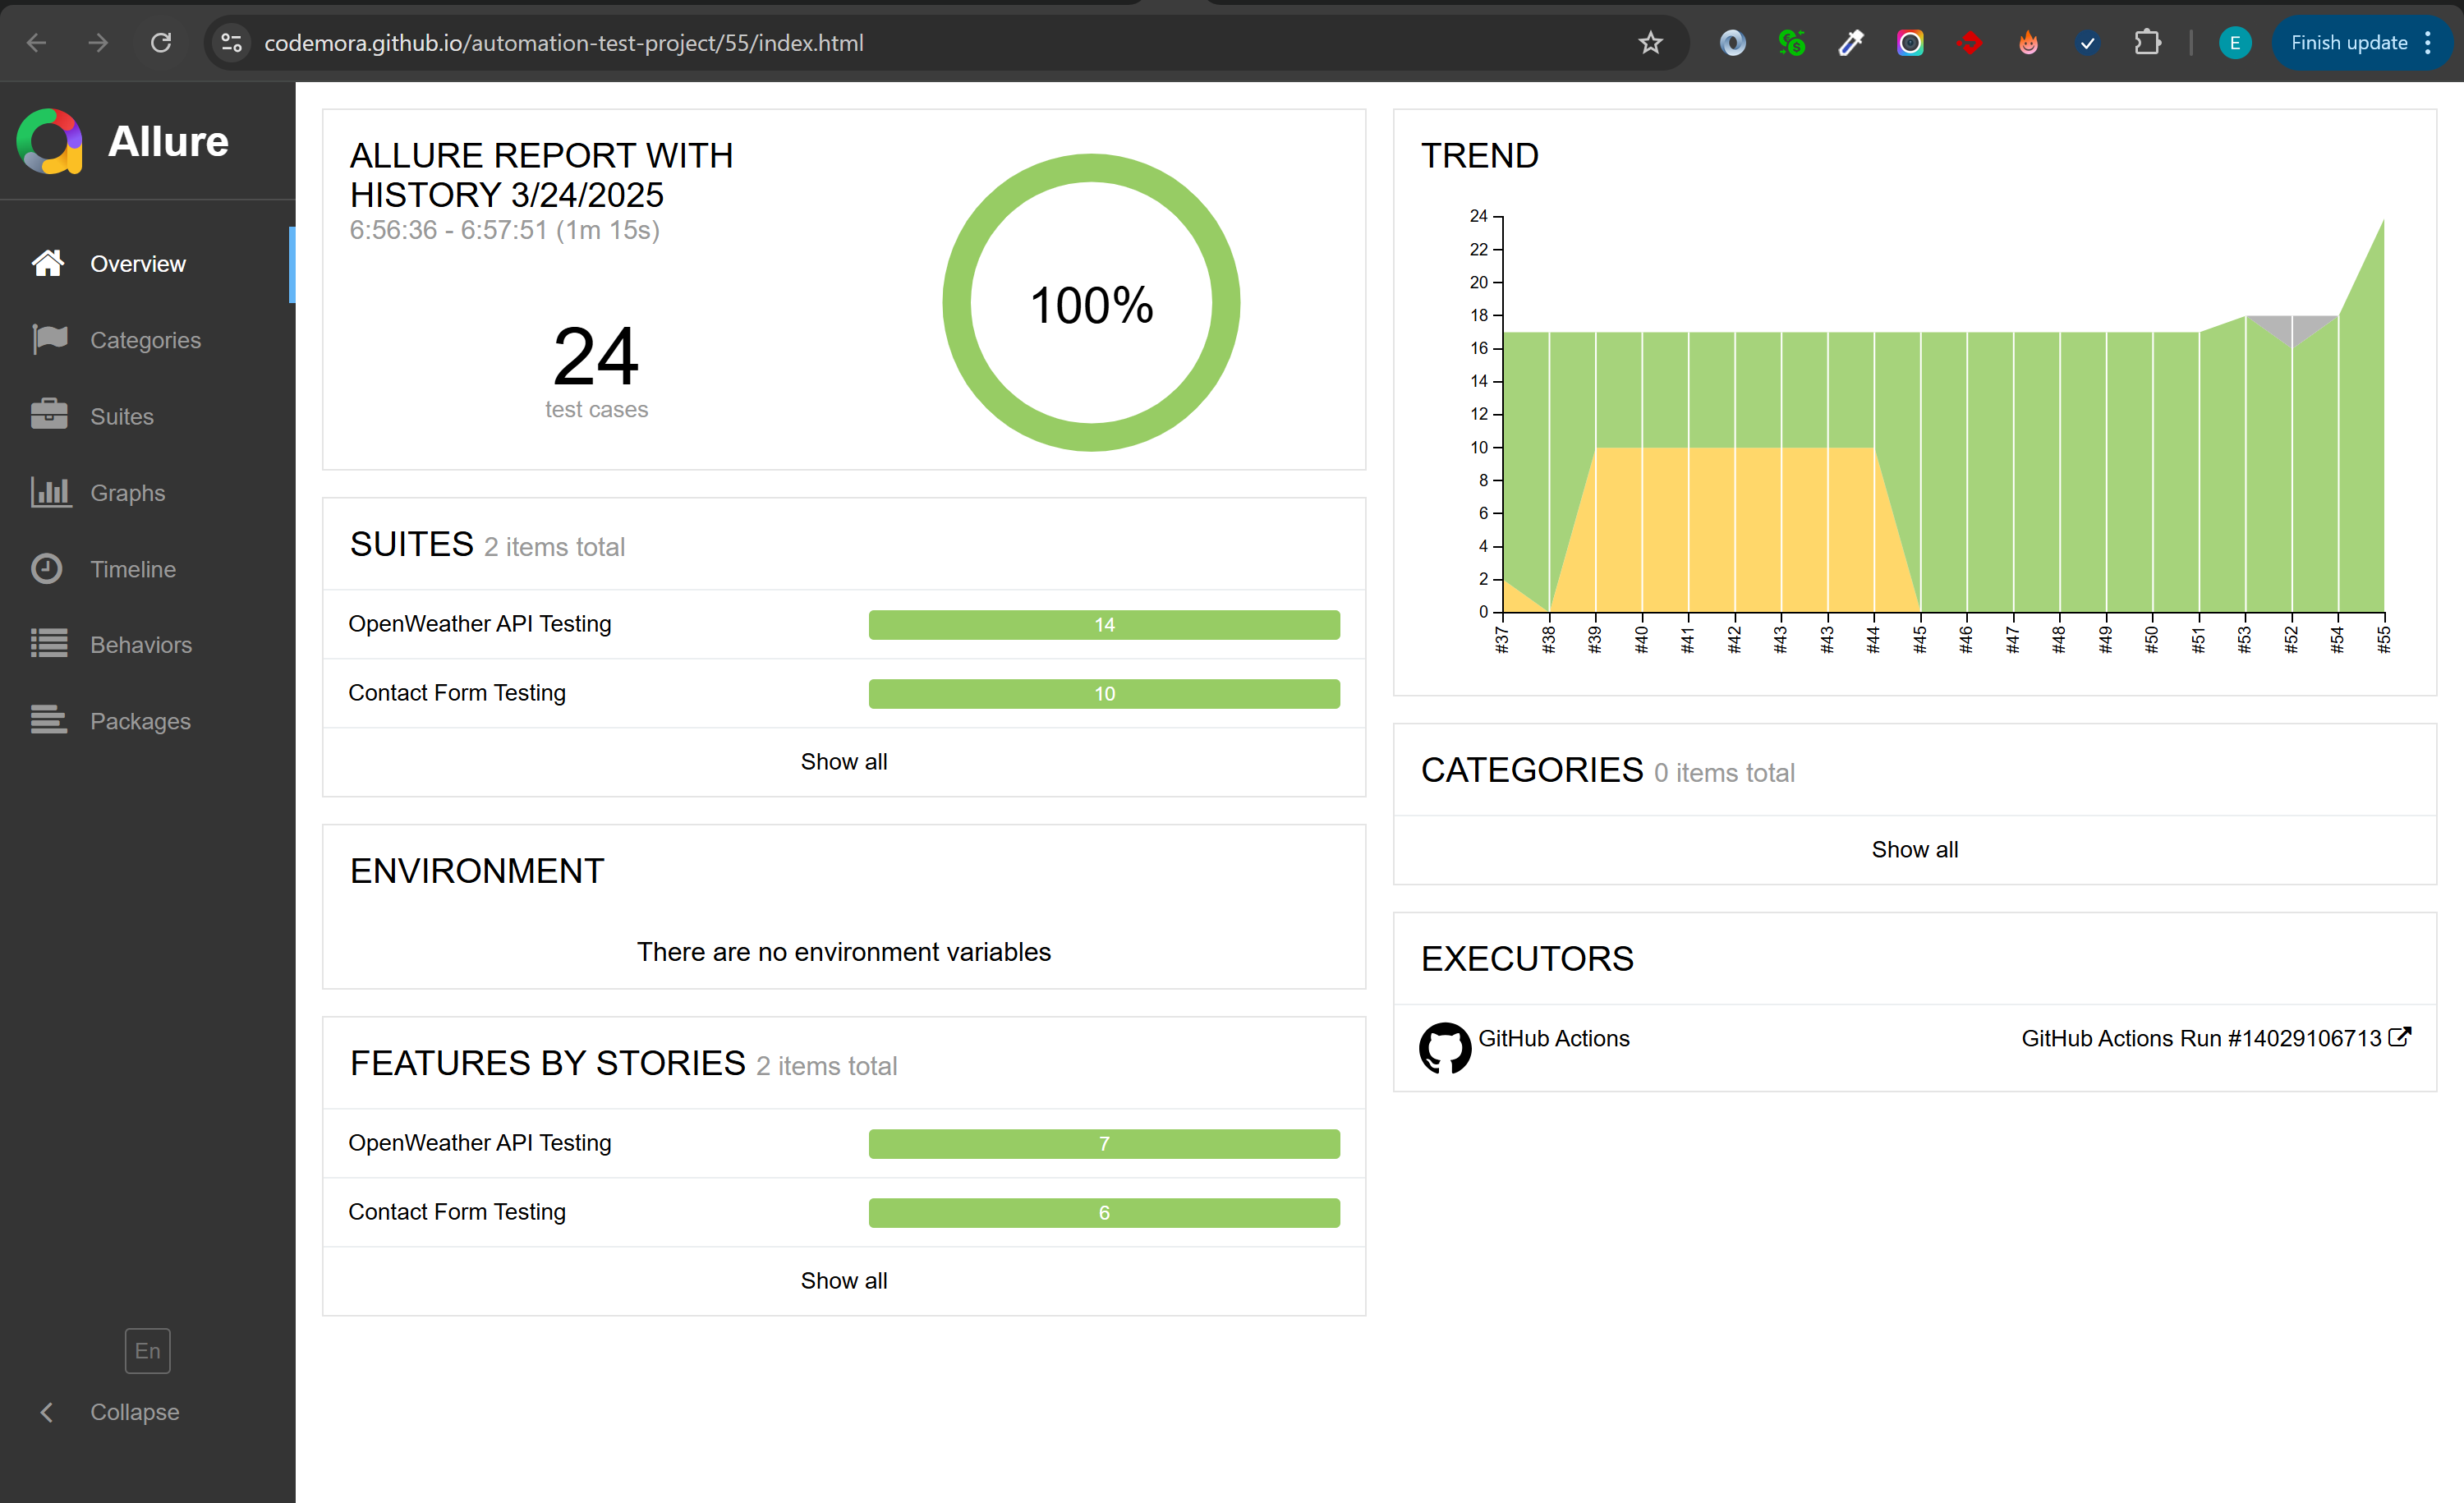 codemora.github.io/automation-test-project/55/index.html
E
Finish update
Allure
Overview
Categories
Suites
Graphs
Timeline
Behaviors
Packages
En
Collapse
ALLURE REPORT WITH
HISTORY 3/24/2025
6:56:36 - 6:57:51 (1m 15s)
24
test cases
100%
SUITES 2 items total
OpenWeather API Testing
14
Contact Form Testing
10
Show all
ENVIRONMENT
There are no environment variables
FEATURES BY STORIES 2 items total
OpenWeather API Testing
7
Contact Form Testing
6
Show all
TREND
24
22
20
18
16
14
12
10
8
6
4
2
0
#37
#38
#39
#40
#41
#42
#43
#43
#44
#45
#46
#47
#48
#49
#50
#51
#53
#52
#54
#55
CATEGORIES 0 items total
Show all
EXECUTORS
GitHub Actions
GitHub Actions Run #14029106713